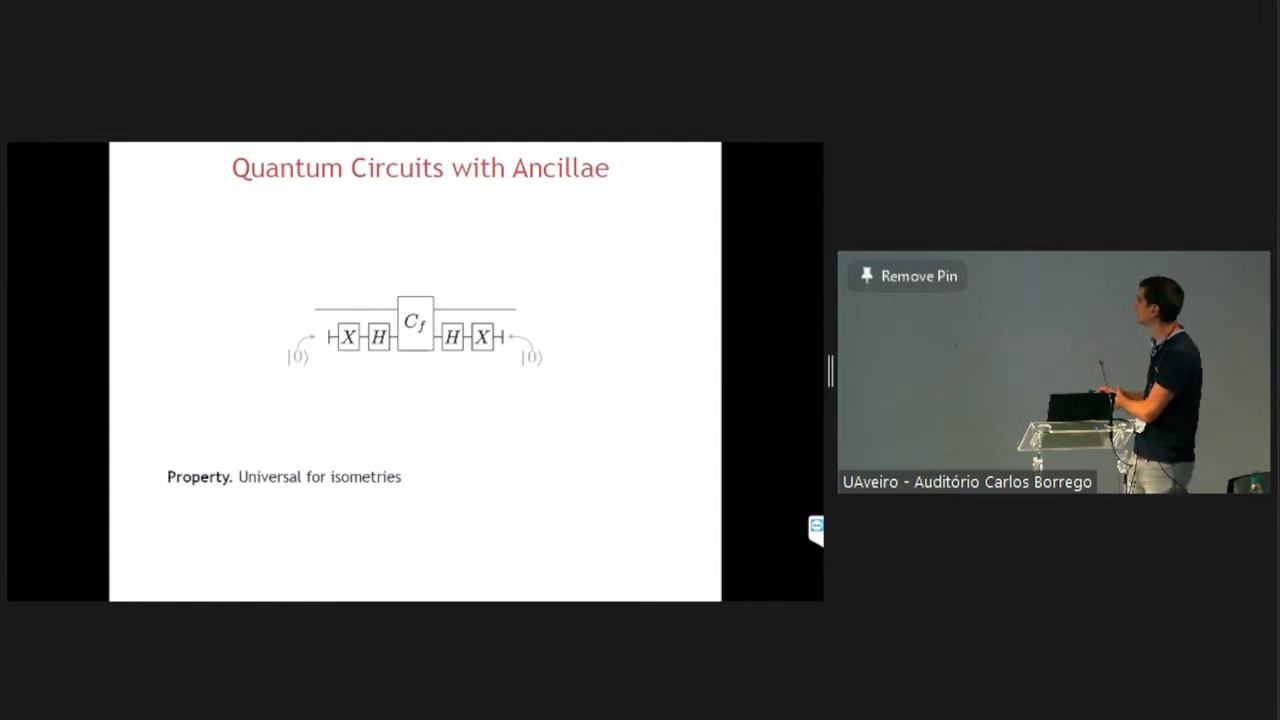 Quantum Circuits with Ancillae
C_f
X H H X
|0⟩ |0⟩
Property. Universal for isometries
Remove Pin
UAveiro - Auditório Carlos Borrego